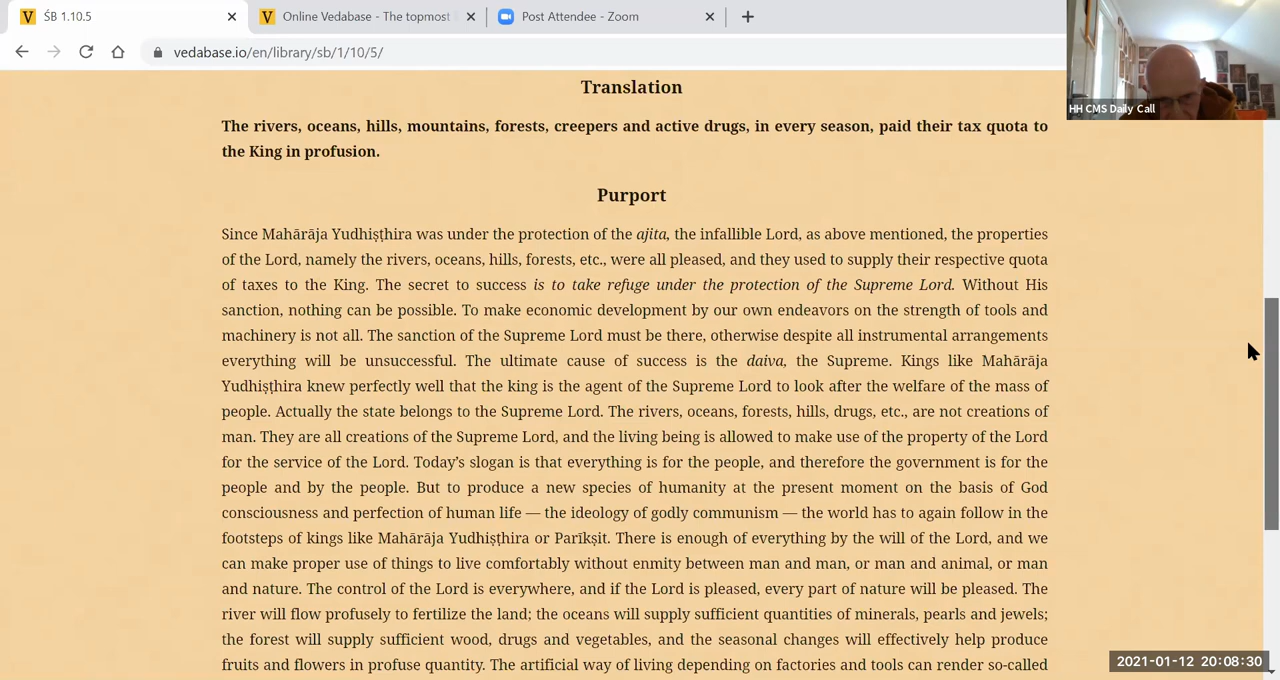 ŚB 1.10.5
Online Vedabase - The topmost
Post Attendee - Zoom
vedabase.io/en/library/sb/1/10/5/
HH CMS Daily Call
Translation
The rivers, oceans, hills, mountains, forests, creepers and active drugs, in every season, paid their tax quota to
the King in profusion.
Purport
Since Mahārāja Yudhiṣṭhira was under the protection of the ajita, the infallible Lord, as above mentioned, the properties
of the Lord, namely the rivers, oceans, hills, forests, etc., were all pleased, and they used to supply their respective quota
of taxes to the King. The secret to success is to take refuge under the protection of the Supreme Lord. Without His
sanction, nothing can be possible. To make economic development by our own endeavors on the strength of tools and
machinery is not all. The sanction of the Supreme Lord must be there, otherwise despite all instrumental arrangements
everything will be unsuccessful. The ultimate cause of success is the daiva, the Supreme. Kings like Mahārāja
Yudhiṣṭhira knew perfectly well that the king is the agent of the Supreme Lord to look after the welfare of the mass of
people. Actually the state belongs to the Supreme Lord. The rivers, oceans, forests, hills, drugs, etc., are not creations of
man. They are all creations of the Supreme Lord, and the living being is allowed to make use of the property of the Lord
for the service of the Lord. Today’s slogan is that everything is for the people, and therefore the government is for the
people and by the people. But to produce a new species of humanity at the present moment on the basis of God
consciousness and perfection of human life — the ideology of godly communism — the world has to again follow in the
footsteps of kings like Mahārāja Yudhiṣṭhira or Parīkṣit. There is enough of everything by the will of the Lord, and we
can make proper use of things to live comfortably without enmity between man and man, or man and animal, or man
and nature. The control of the Lord is everywhere, and if the Lord is pleased, every part of nature will be pleased. The
river will flow profusely to fertilize the land; the oceans will supply sufficient quantities of minerals, pearls and jewels;
the forest will supply sufficient wood, drugs and vegetables, and the seasonal changes will effectively help produce
fruits and flowers in profuse quantity. The artificial way of living depending on factories and tools can render so-called
2021-01-12 20:08:30